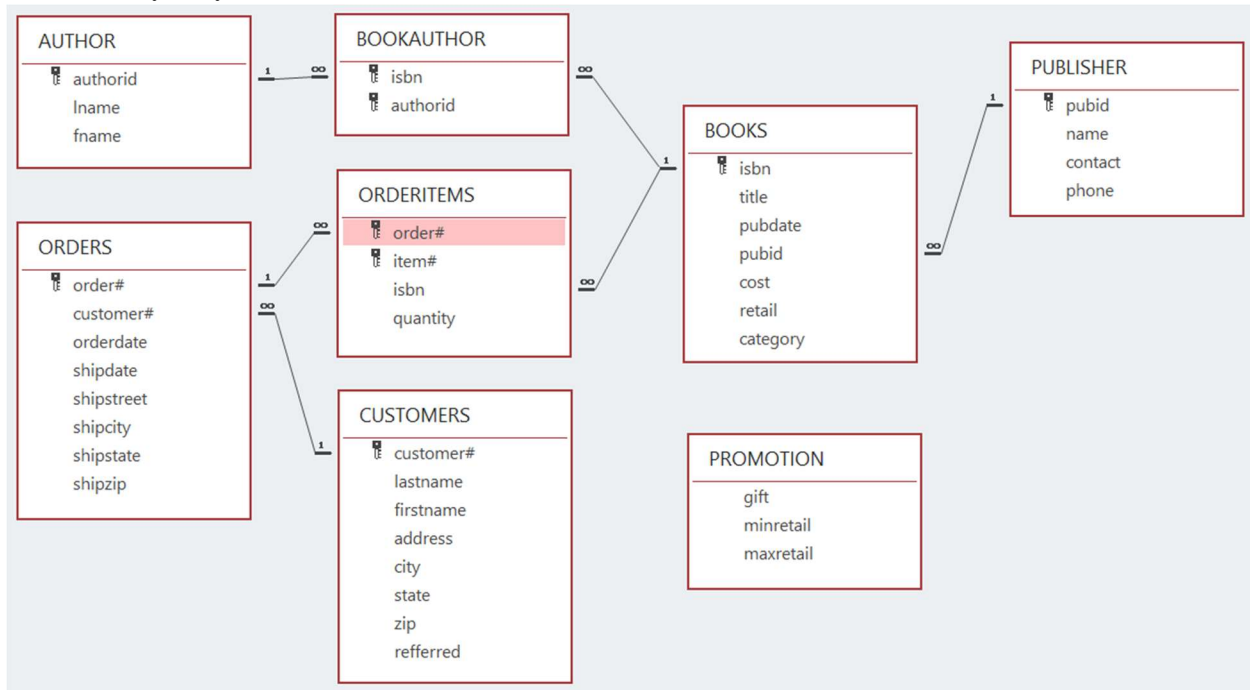 AUTHOR
authorid
lname
fname
BOOKAUTHOR
isbn
authorid
PUBLISHER
pubid
name
contact
phone
BOOKS
isbn
title
pubdate
pubid
cost
retail
category
ORDERITEMS
order#
item#
isbn
quantity
ORDERS
order#
customer#
orderdate
shipdate
shipstreet
shipcity
shipstate
shipzip
CUSTOMERS
customer#
lastname
firstname
address
city
state
zip
refferred
PROMOTION
gift
minretail
maxretail
1
∞
∞
1
1
∞
∞
1
∞
∞
1